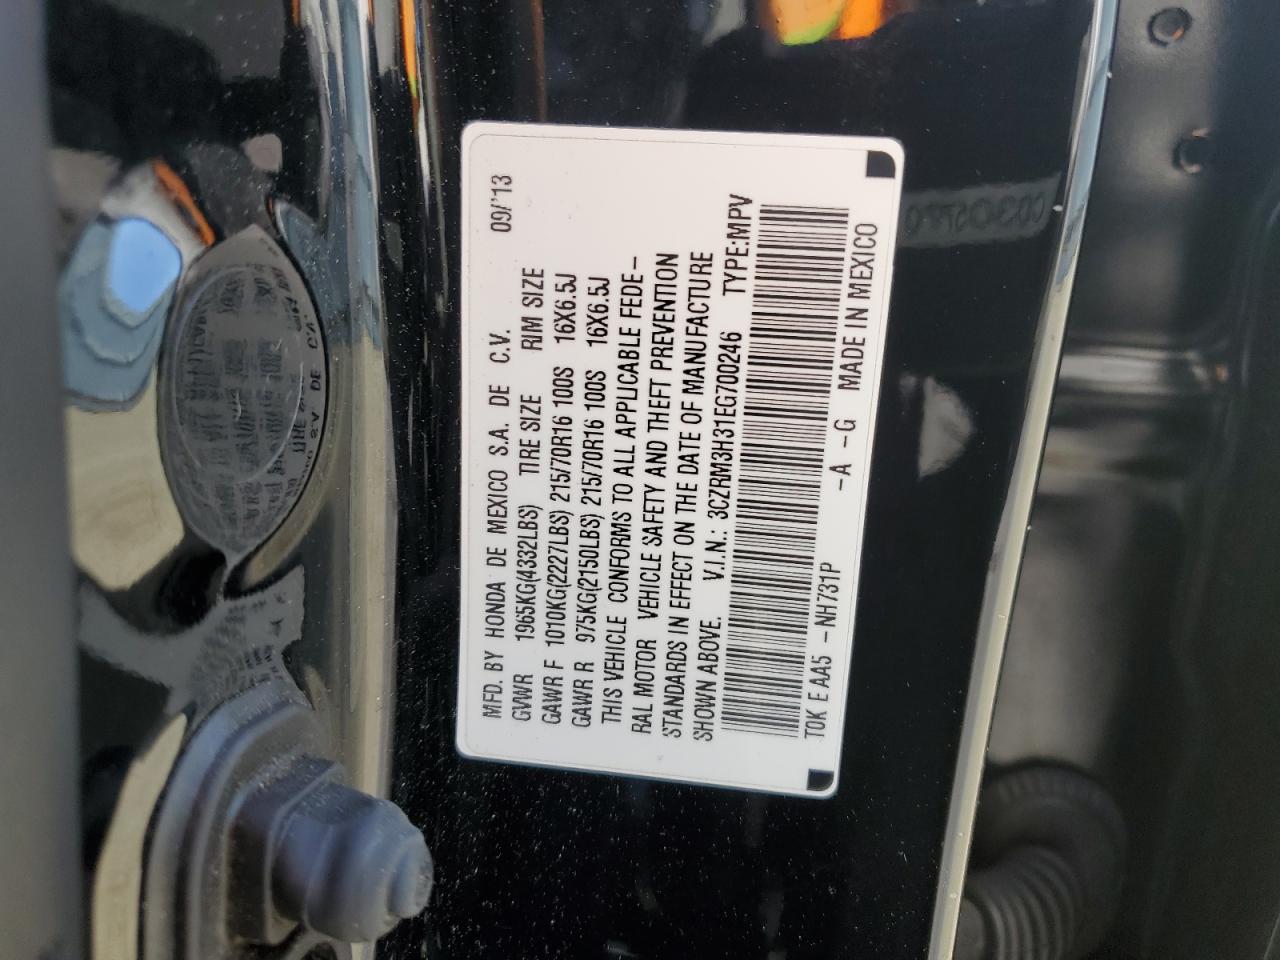 MFD. BY HONDA DE MEXICO S.A. DE C.V. 09/'13
GVWR 1965KG(4332LBS) TIRE SIZE RIM SIZE
GAWR F 1010KG(2227LBS) 215/70R16 100S 16X6.5J
GAWR R 975KG(2150LBS) 215/70R16 100S 16X6.5J
THIS VEHICLE CONFORMS TO ALL APPLICABLE FEDE-
RAL MOTOR VEHICLE SAFETY AND THEFT PREVENTION
STANDARDS IN EFFECT ON THE DATE OF MANUFACTURE
SHOWN ABOVE. V.I.N.: 3CZRM3H31EG700246 TYPE:MPV
T0K E AA5 -NH731P -A -G MADE IN MEXICO